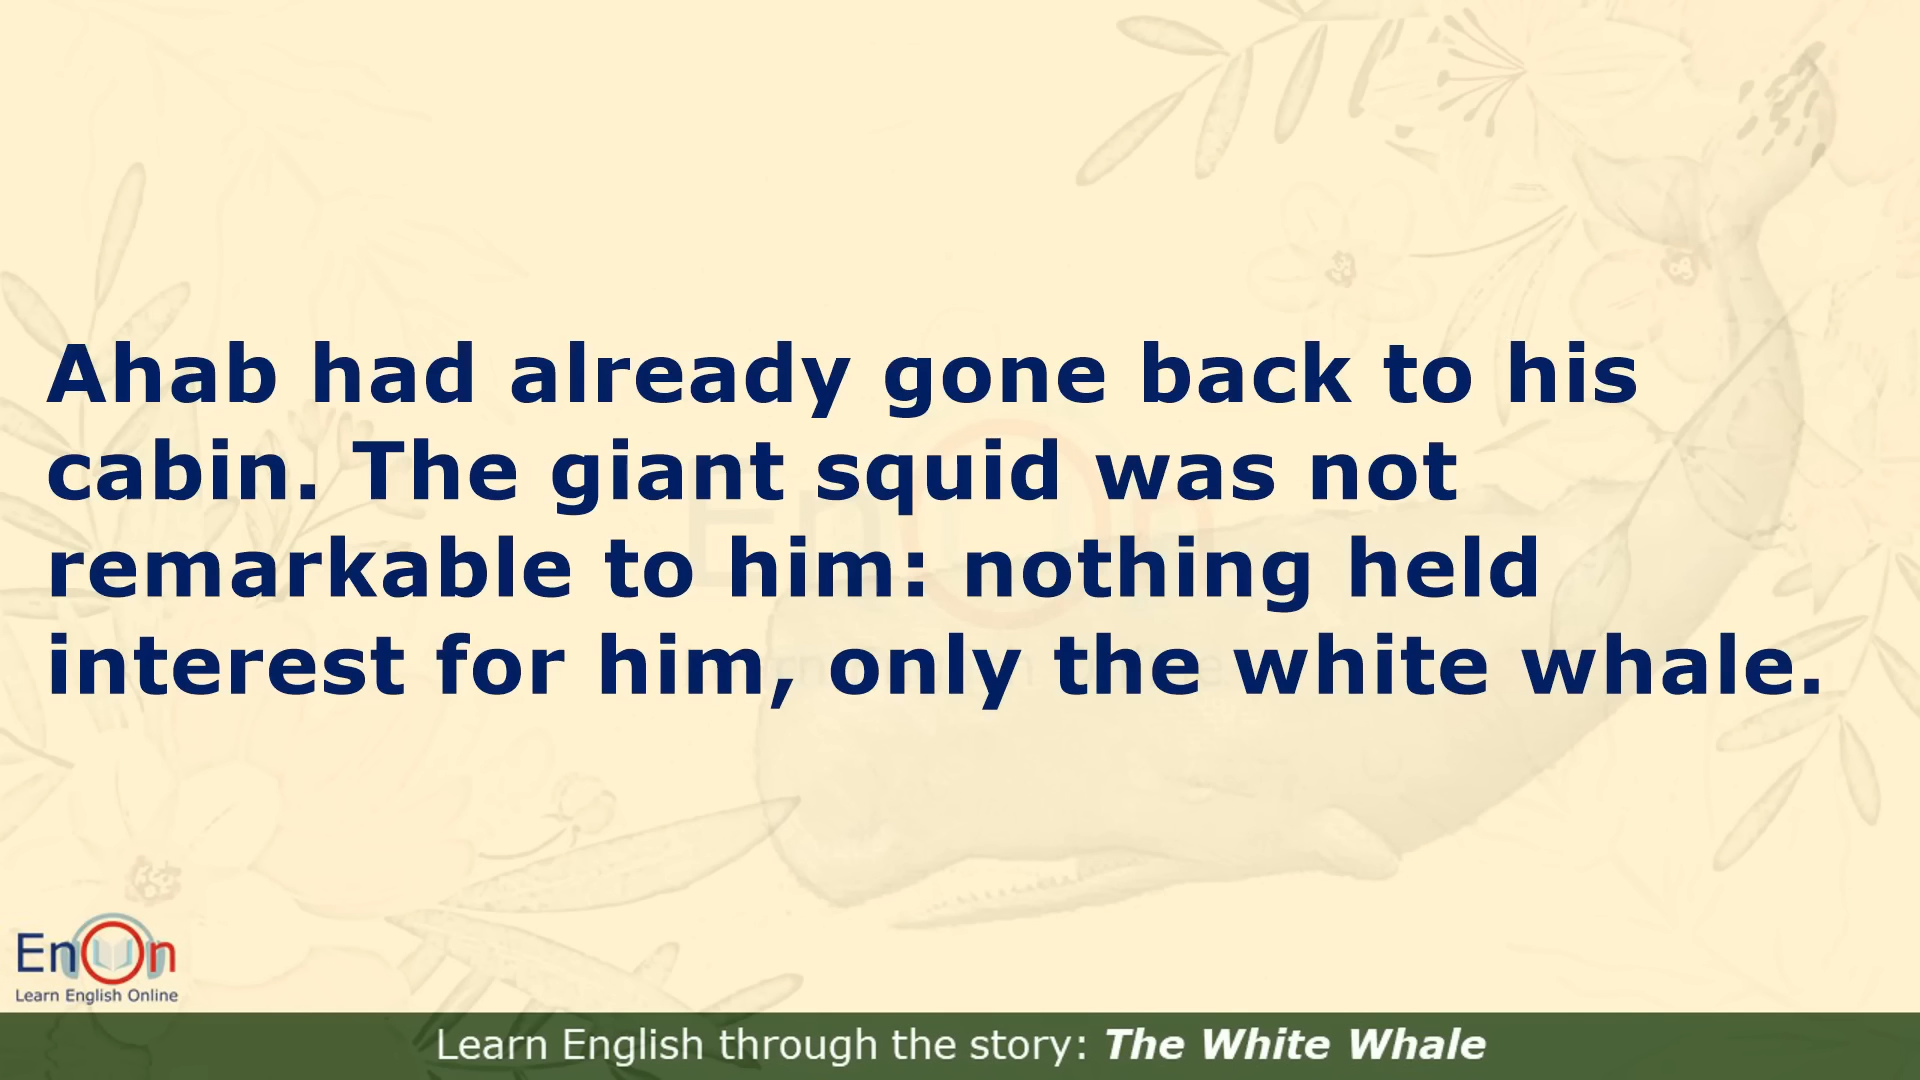 Ahab had already gone back to his
cabin. The giant squid was not
remarkable to him: nothing held
interest for him, only the white whale.
EnOn
Learn English Online
Learn English through the story: The White Whale